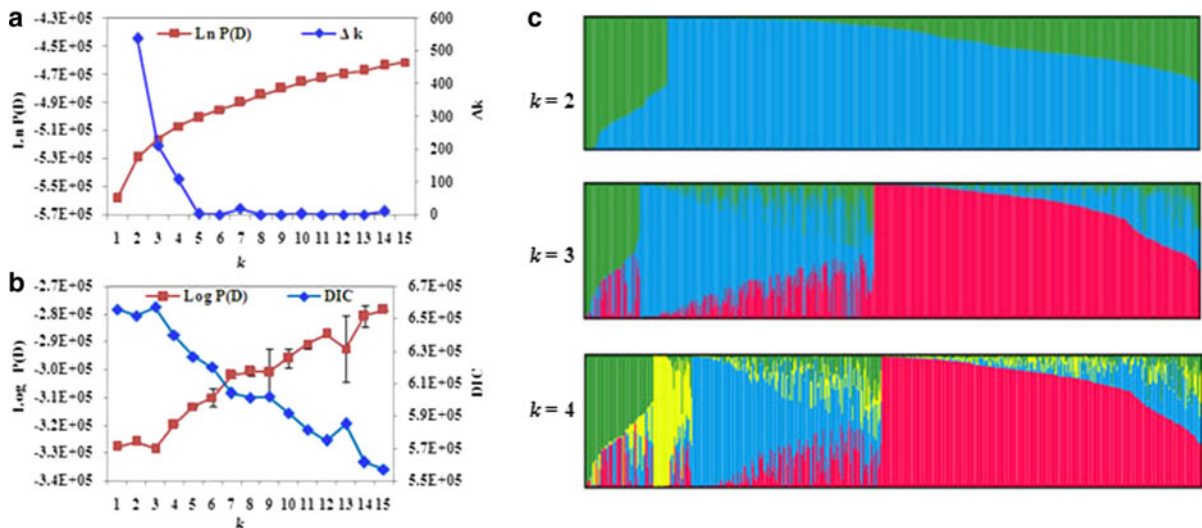 a
Ln P(D)
Δ k
-4.3E+05
-4.5E+05
-4.7E+05
-4.9E+05
-5.1E+05
-5.3E+05
-5.5E+05
-5.7E+05
Ln P(D)
600
500
400
300
200
100
0
Δk
1 2 3 4 5 6 7 8 9 10 11 12 13 14 15
k
b
Log P(D)
DIC
-2.7E+05
-2.8E+05
-2.9E+05
-3.0E+05
-3.1E+05
-3.2E+05
-3.3E+05
-3.4E+05
Log P(D)
6.7E+05
6.5E+05
6.3E+05
6.1E+05
5.9E+05
5.7E+05
5.5E+05
DIC
1 2 3 4 5 6 7 8 9 10 11 12 13 14 15
k
c
k = 2
k = 3
k = 4